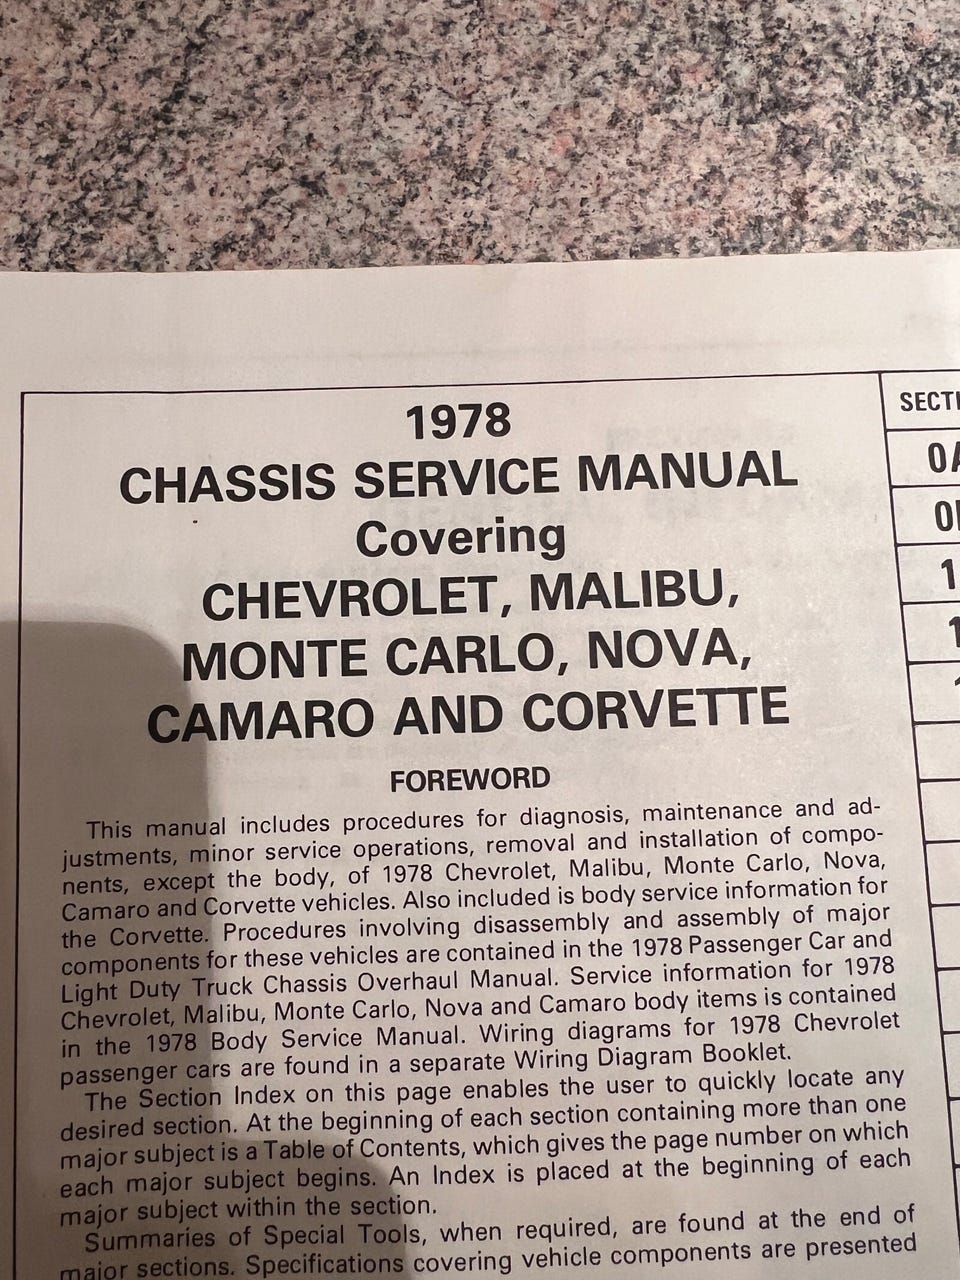 1978
CHASSIS SERVICE MANUAL
Covering
CHEVROLET, MALIBU,
MONTE CARLO, NOVA,
CAMARO AND CORVETTE
FOREWORD
This manual includes procedures for diagnosis, maintenance and ad-
justments, minor service operations, removal and installation of compo-
nents, except the body, of 1978 Chevrolet, Malibu, Monte Carlo, Nova,
Camaro and Corvette vehicles. Also included is body service information for
the Corvette. Procedures involving disassembly and assembly of major
components for these vehicles are contained in the 1978 Passenger Car and
Light Duty Truck Chassis Overhaul Manual. Service information for 1978
Chevrolet, Malibu, Monte Carlo, Nova and Camaro body items is contained
in the 1978 Body Service Manual. Wiring diagrams for 1978 Chevrolet
passenger cars are found in a separate Wiring Diagram Booklet.
The Section Index on this page enables the user to quickly locate any
desired section. At the beginning of each section containing more than one
major subject is a Table of Contents, which gives the page number on which
each major subject begins. An Index is placed at the beginning of each
major subject within the section.
Summaries of Special Tools, when required, are found at the end of
major sections. Specifications covering vehicle components are presented
SECTI
0A